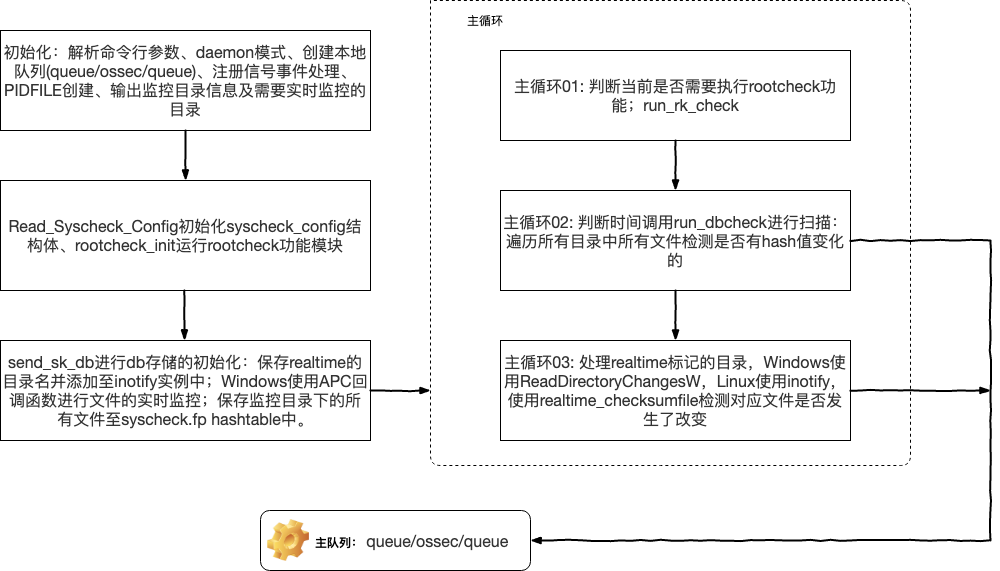 主循环
初始化：解析命令行参数、daemon模式、创建本地
队列(queue/ossec/queue)、注册信号事件处理、
PIDFILE创建、输出监控目录信息及需要实时监控的
目录
Read_Syscheck_Config初始化syscheck_config结
构体、rootcheck_init运行rootcheck功能模块
send_sk_db进行db存储的初始化：保存realtime的
目录名并添加至inotify实例中；Windows使用APC回
调函数进行文件的实时监控；保存监控目录下的所
有文件至syscheck.fp hashtable中。
主循环01: 判断当前是否需要执行rootcheck功
能；run_rk_check
主循环02: 判断时间调用run_dbcheck进行扫描：
遍历所有目录中所有文件检测是否有hash值变化
的
主循环03: 处理realtime标记的目录，Windows使
用ReadDirectoryChangesW，Linux使用inotify，
使用realtime_checksumfile检测对应文件是否发
生了改变
主队列： queue/ossec/queue